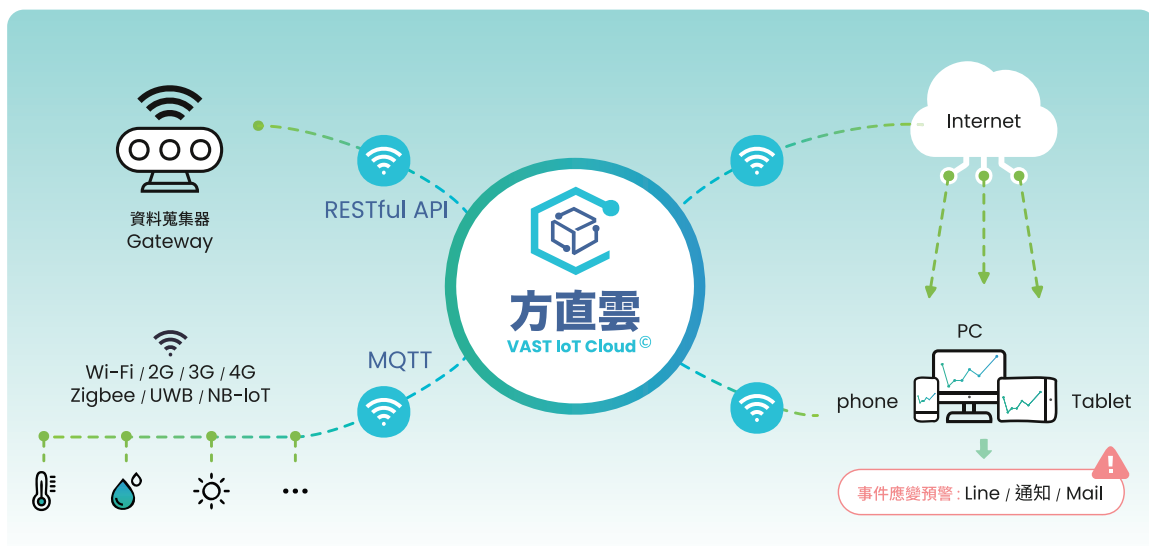 資料蒐集器
Gateway
RESTful API
Internet
方直雲
VAST IoT Cloud ©
MQTT
Wi-Fi / 2G / 3G / 4G
Zigbee / UWB / NB-IoT
PC
phone
Tablet
事件應變預警 : Line / 通知 / Mail